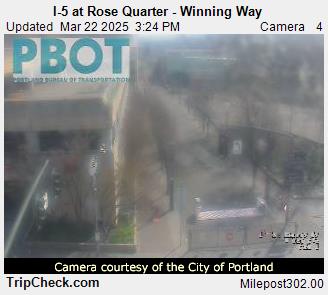 I-5 at Rose Quarter - Winning Way
Updated Mar 22 2025 3:24 PM Camera 4
PBOT
PORTLAND BUREAU OF TRANSPORTATION
Camera courtesy of the City of Portland
TripCheck.com Milepost302.00